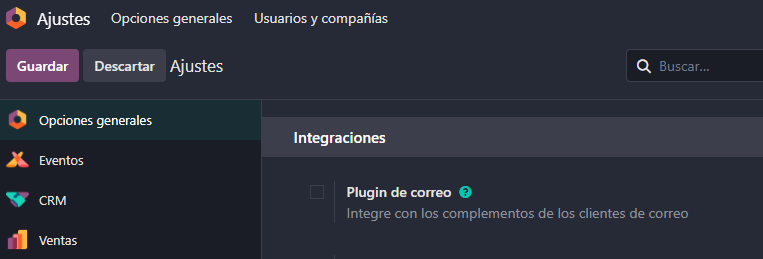 Ajustes Opciones generales Usuarios y compañías
Guardar Descartar Ajustes Buscar...
Opciones generales
Integraciones
Eventos
Plugin de correo ?
CRM
Integre con los complementos de los clientes de correo
Ventas